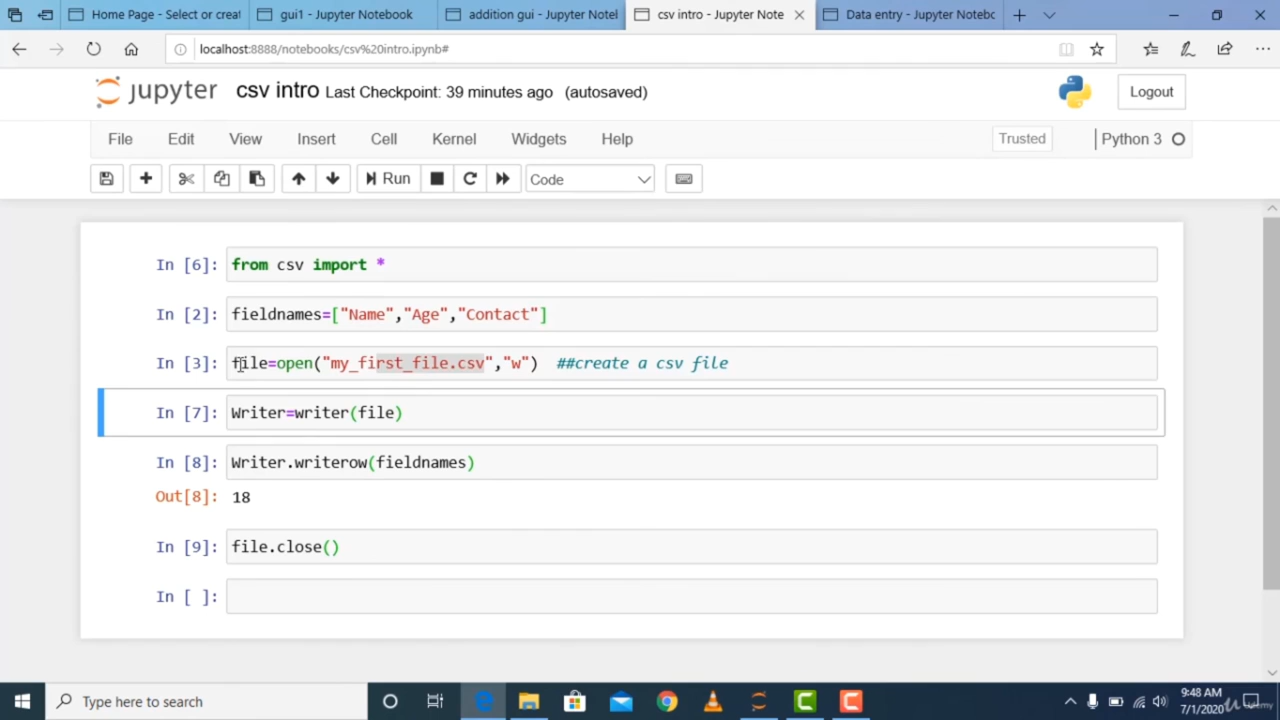 Home Page - Select or creat
gui1 - Jupyter Notebook
addition gui - Jupyter Notel
csv intro - Jupyter Note
Data entry - Jupyter Notebo
localhost:8888/notebooks/csv%20intro.ipynb#
jupyter csv intro Last Checkpoint: 39 minutes ago (autosaved)
Logout
File Edit View Insert Cell Kernel Widgets Help
Trusted
Python 3
Run
Code
In [6]: from csv import *
In [2]: fieldnames=["Name","Age","Contact"]
In [3]: file=open("my_first_file.csv","w") ##create a csv file
In [7]: Writer=writer(file)
In [8]: Writer.writerow(fieldnames)
Out[8]: 18
In [9]: file.close()
In [ ]:
Type here to search
9:48 AM
7/1/2020
Udemy